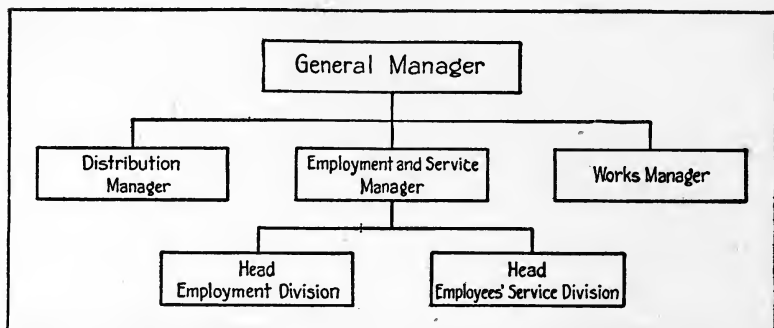 General Manager
Distribution
Manager
Employment and Service
Manager
Works Manager
Head
Employment Division
Head
Employees' Service Division